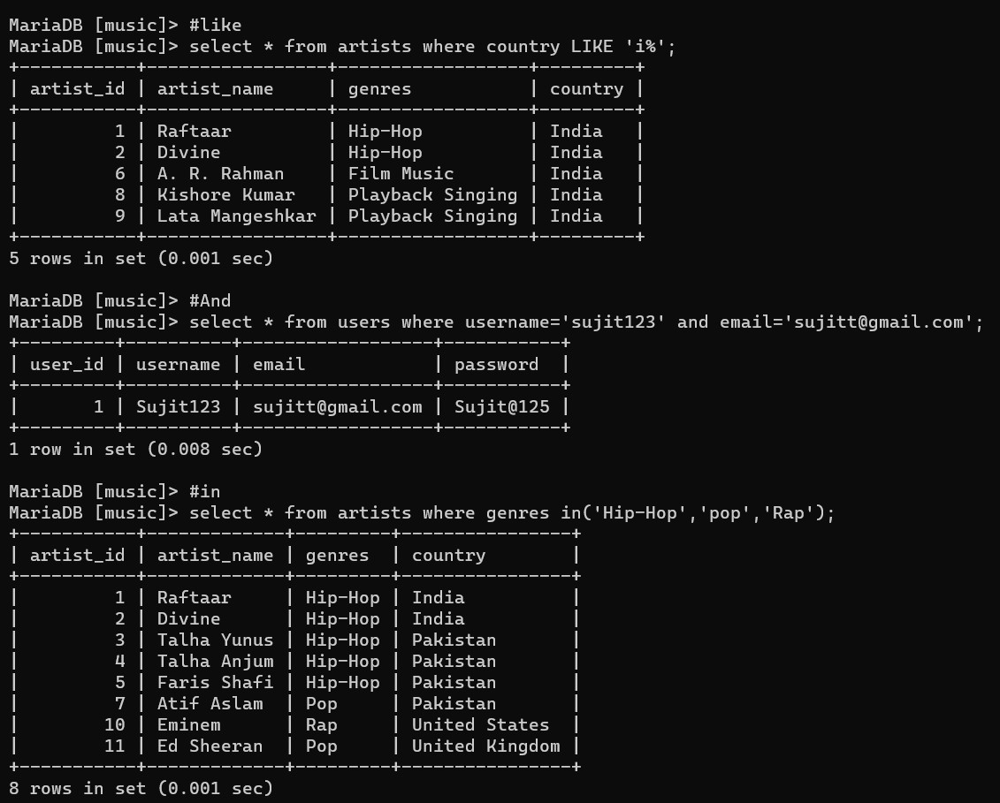 MariaDB [music]> #like
MariaDB [music]> select * from artists where country LIKE 'i%';
+-----------+-----------------+------------------+---------+
| artist_id | artist_name     | genres           | country |
+-----------+-----------------+------------------+---------+
|         1 | Raftaar         | Hip-Hop          | India   |
|         2 | Divine          | Hip-Hop          | India   |
|         6 | A. R. Rahman    | Film Music       | India   |
|         8 | Kishore Kumar   | Playback Singing | India   |
|         9 | Lata Mangeshkar | Playback Singing | India   |
+-----------+-----------------+------------------+---------+
5 rows in set (0.001 sec)

MariaDB [music]> #And
MariaDB [music]> select * from users where username='sujit123' and email='sujitt@gmail.com';
+---------+----------+------------------+-----------+
| user_id | username | email            | password  |
+---------+----------+------------------+-----------+
|       1 | Sujit123 | sujitt@gmail.com | Sujit@125 |
+---------+----------+------------------+-----------+
1 row in set (0.008 sec)

MariaDB [music]> #in
MariaDB [music]> select * from artists where genres in('Hip-Hop','pop','Rap');
+-----------+-------------+---------+----------------+
| artist_id | artist_name | genres  | country        |
+-----------+-------------+---------+----------------+
|         1 | Raftaar     | Hip-Hop | India          |
|         2 | Divine      | Hip-Hop | India          |
|         3 | Talha Yunus | Hip-Hop | Pakistan       |
|         4 | Talha Anjum | Hip-Hop | Pakistan       |
|         5 | Faris Shafi | Hip-Hop | Pakistan       |
|         7 | Atif Aslam  | Pop     | Pakistan       |
|        10 | Eminem      | Rap     | United States  |
|        11 | Ed Sheeran  | Pop     | United Kingdom |
+-----------+-------------+---------+----------------+
8 rows in set (0.001 sec)